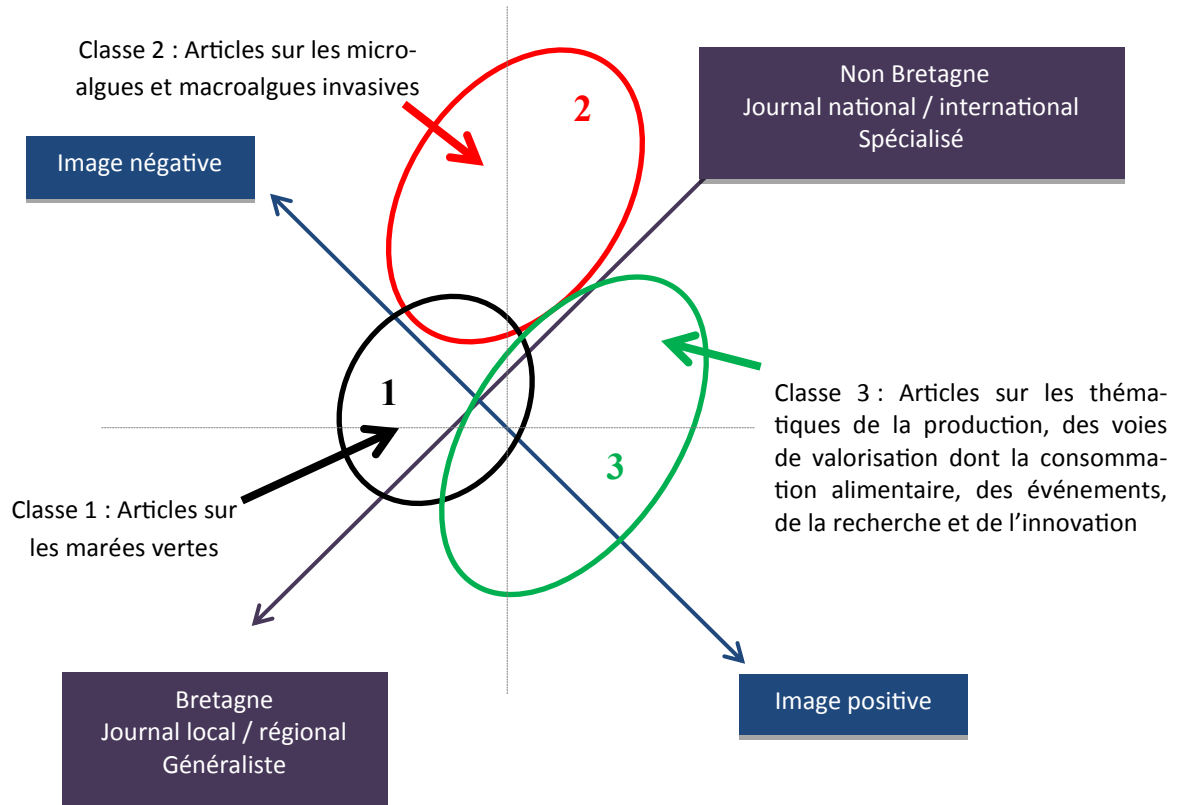 Classe 2 : Articles sur les micro-
algues et macroalgues invasives
2
Non Bretagne
Journal national / international
Spécialisé
Image négative
1
Classe 3 : Articles sur les théma-
tiques de la production, des voies
de valorisation dont la consomma-
tion alimentaire, des événements,
de la recherche et de l’innovation
3
Classe 1 : Articles sur
les marées vertes
Bretagne
Journal local / régional
Généraliste
Image positive